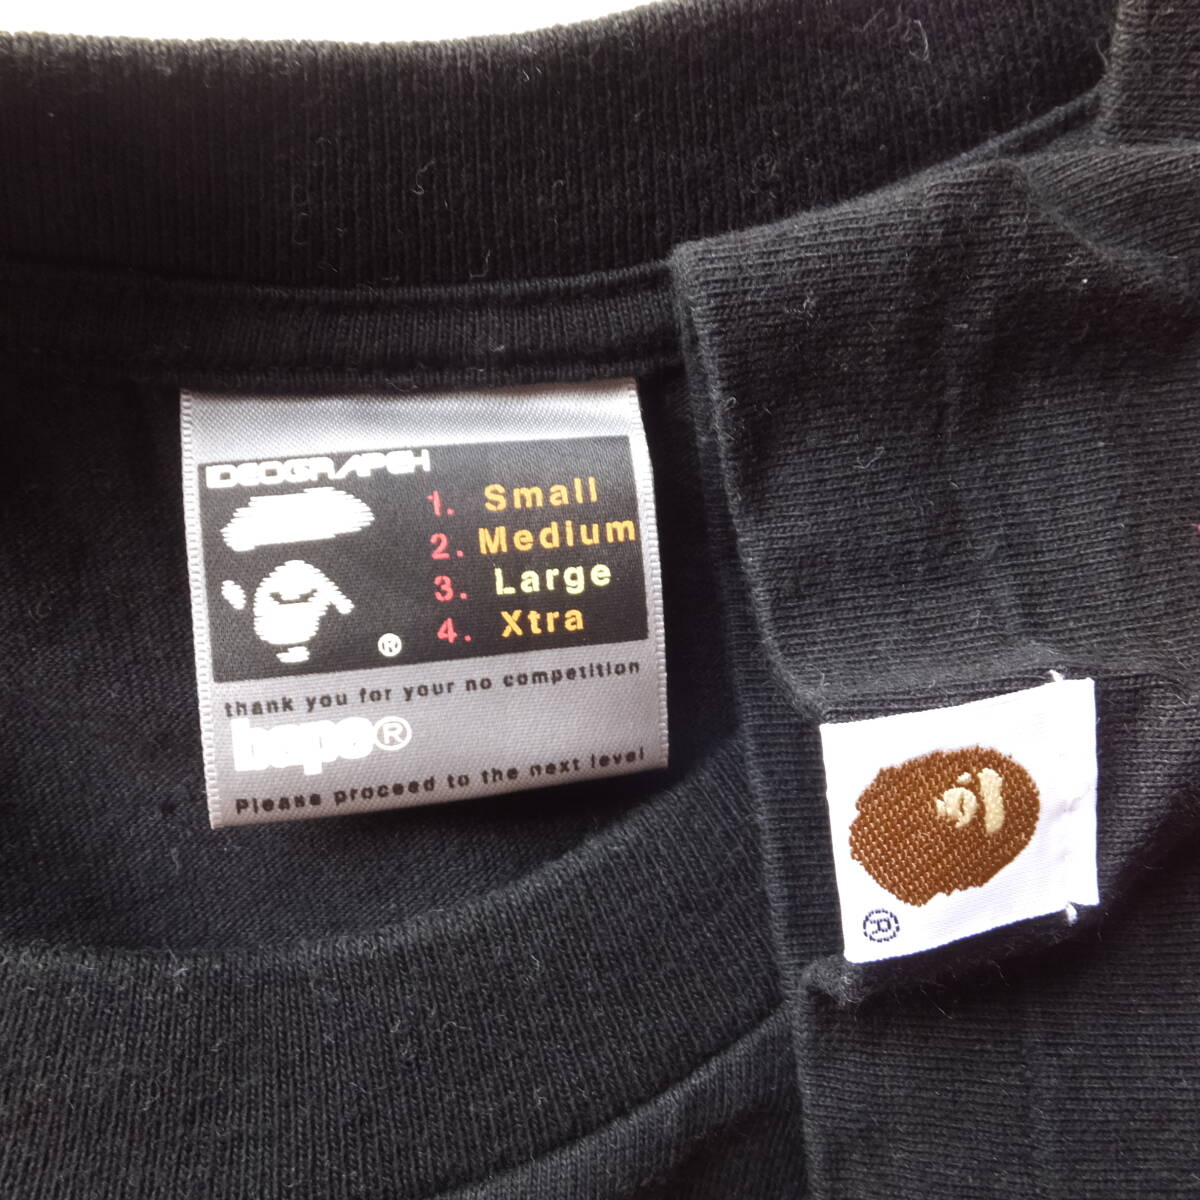 IDEOGRAPEH
1. Small
2. Medium
3. Large
4. Xtra
®
thank you for your no competition
bape®
Please proceed to the next level
®